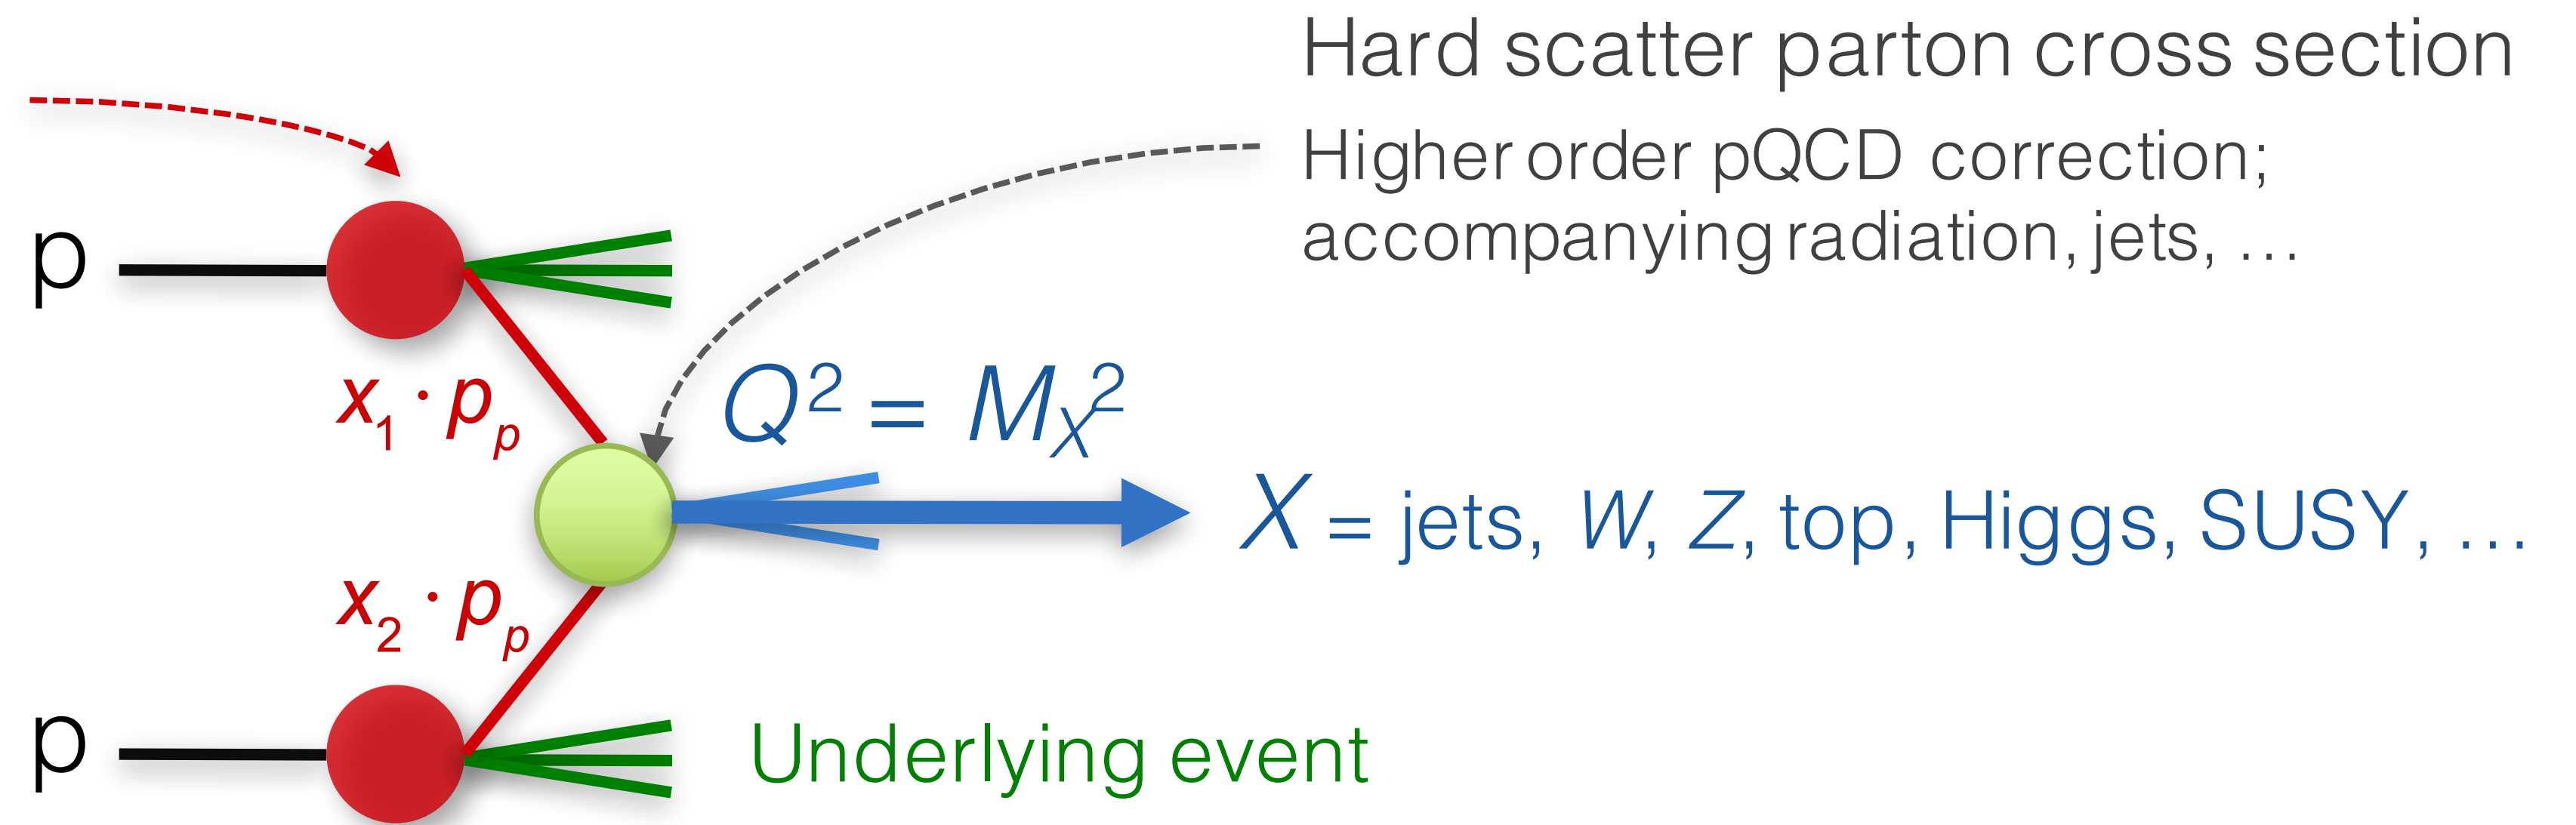 Hard scatter parton cross section
Higher order pQCD correction;
accompanying radiation, jets, …
p
x₁ · pₚ
Q² = M_X²
X = jets, W, Z, top, Higgs, SUSY, …
x₂ · pₚ
p
Underlying event